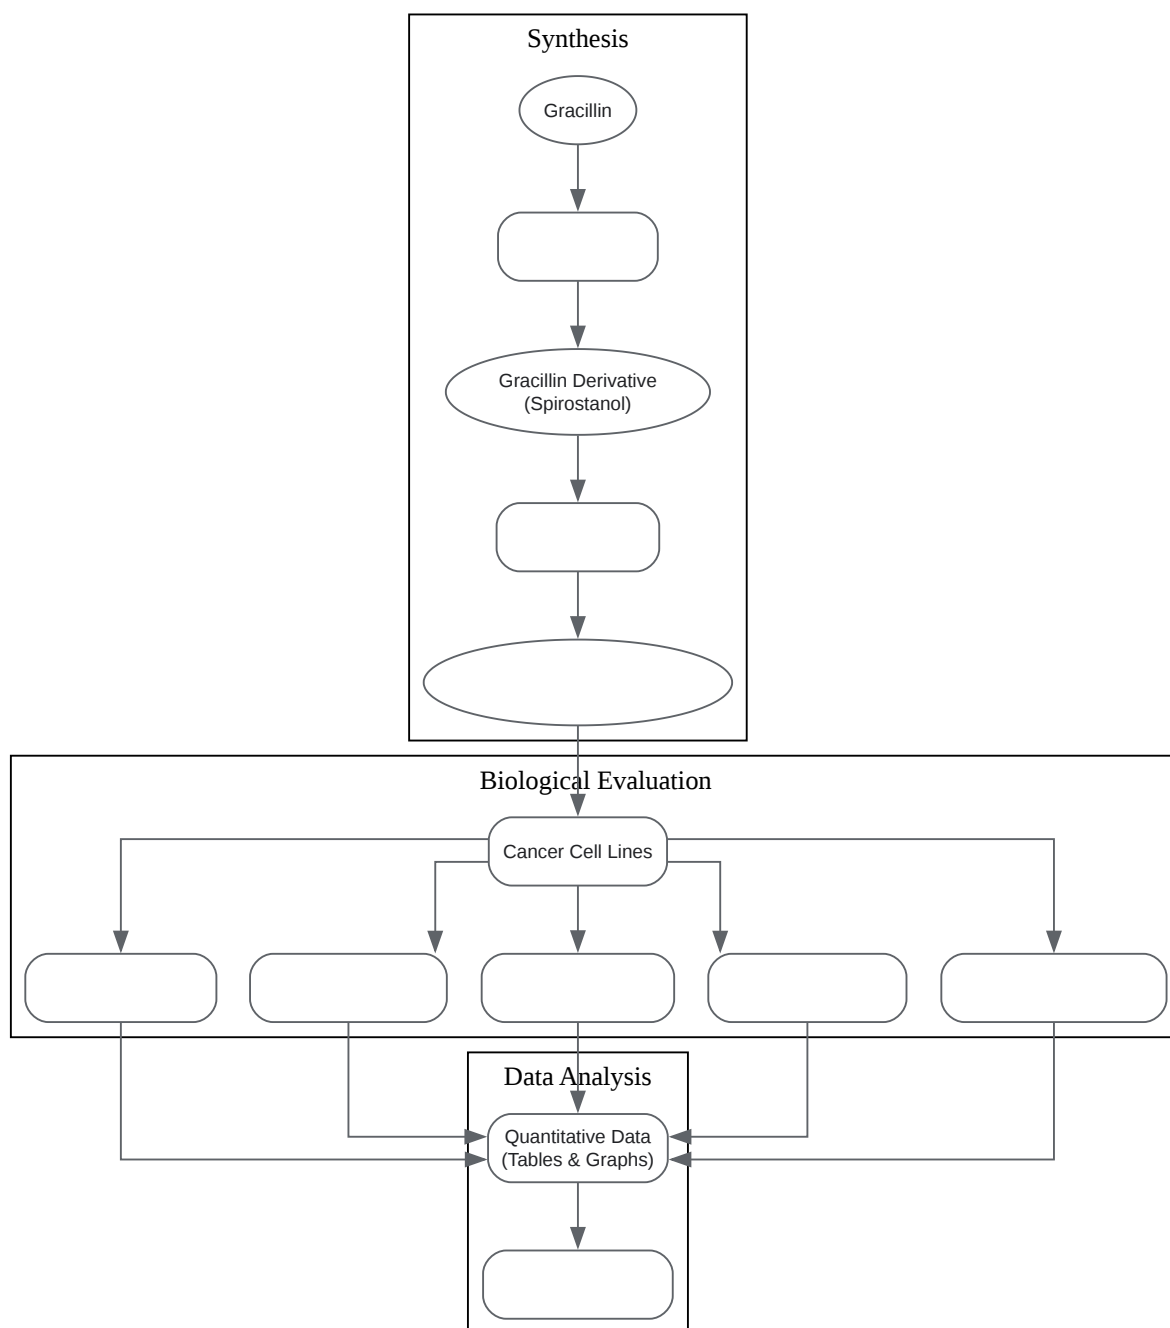 Synthesis
Gracillin
Gracillin Derivative
(Spirostanol)
Biological Evaluation
Cancer Cell Lines
Data Analysis
Quantitative Data
(Tables & Graphs)